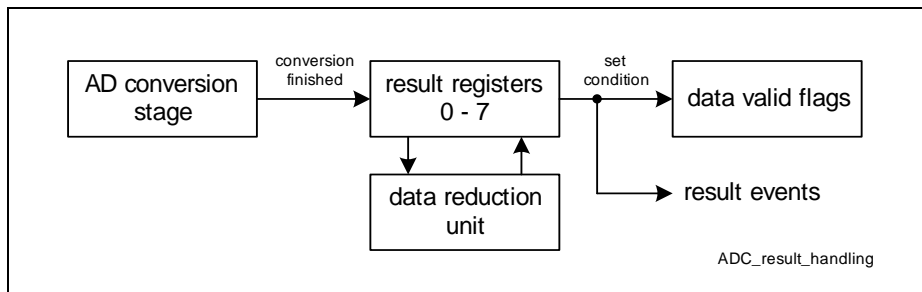 AD conversion
stage
conversion
finished
result registers
0 - 7
set
condition
data valid flags
data reduction
unit
result events
ADC_result_handling